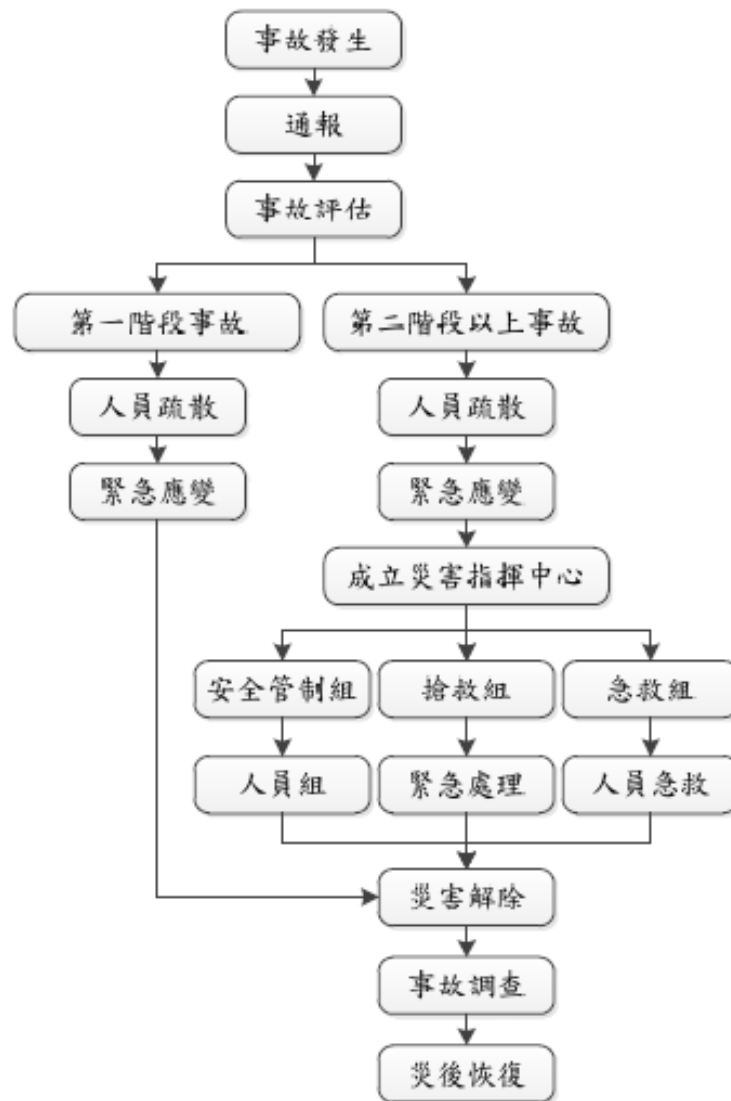 事故發生
通報
事故評估
第一階段事故
第二階段以上事故
人員疏散
人員疏散
緊急應變
緊急應變
成立災害指揮中心
安全管制組
搶救組
急救組
人員組
緊急處理
人員急救
災害解除
事故調查
災後恢復